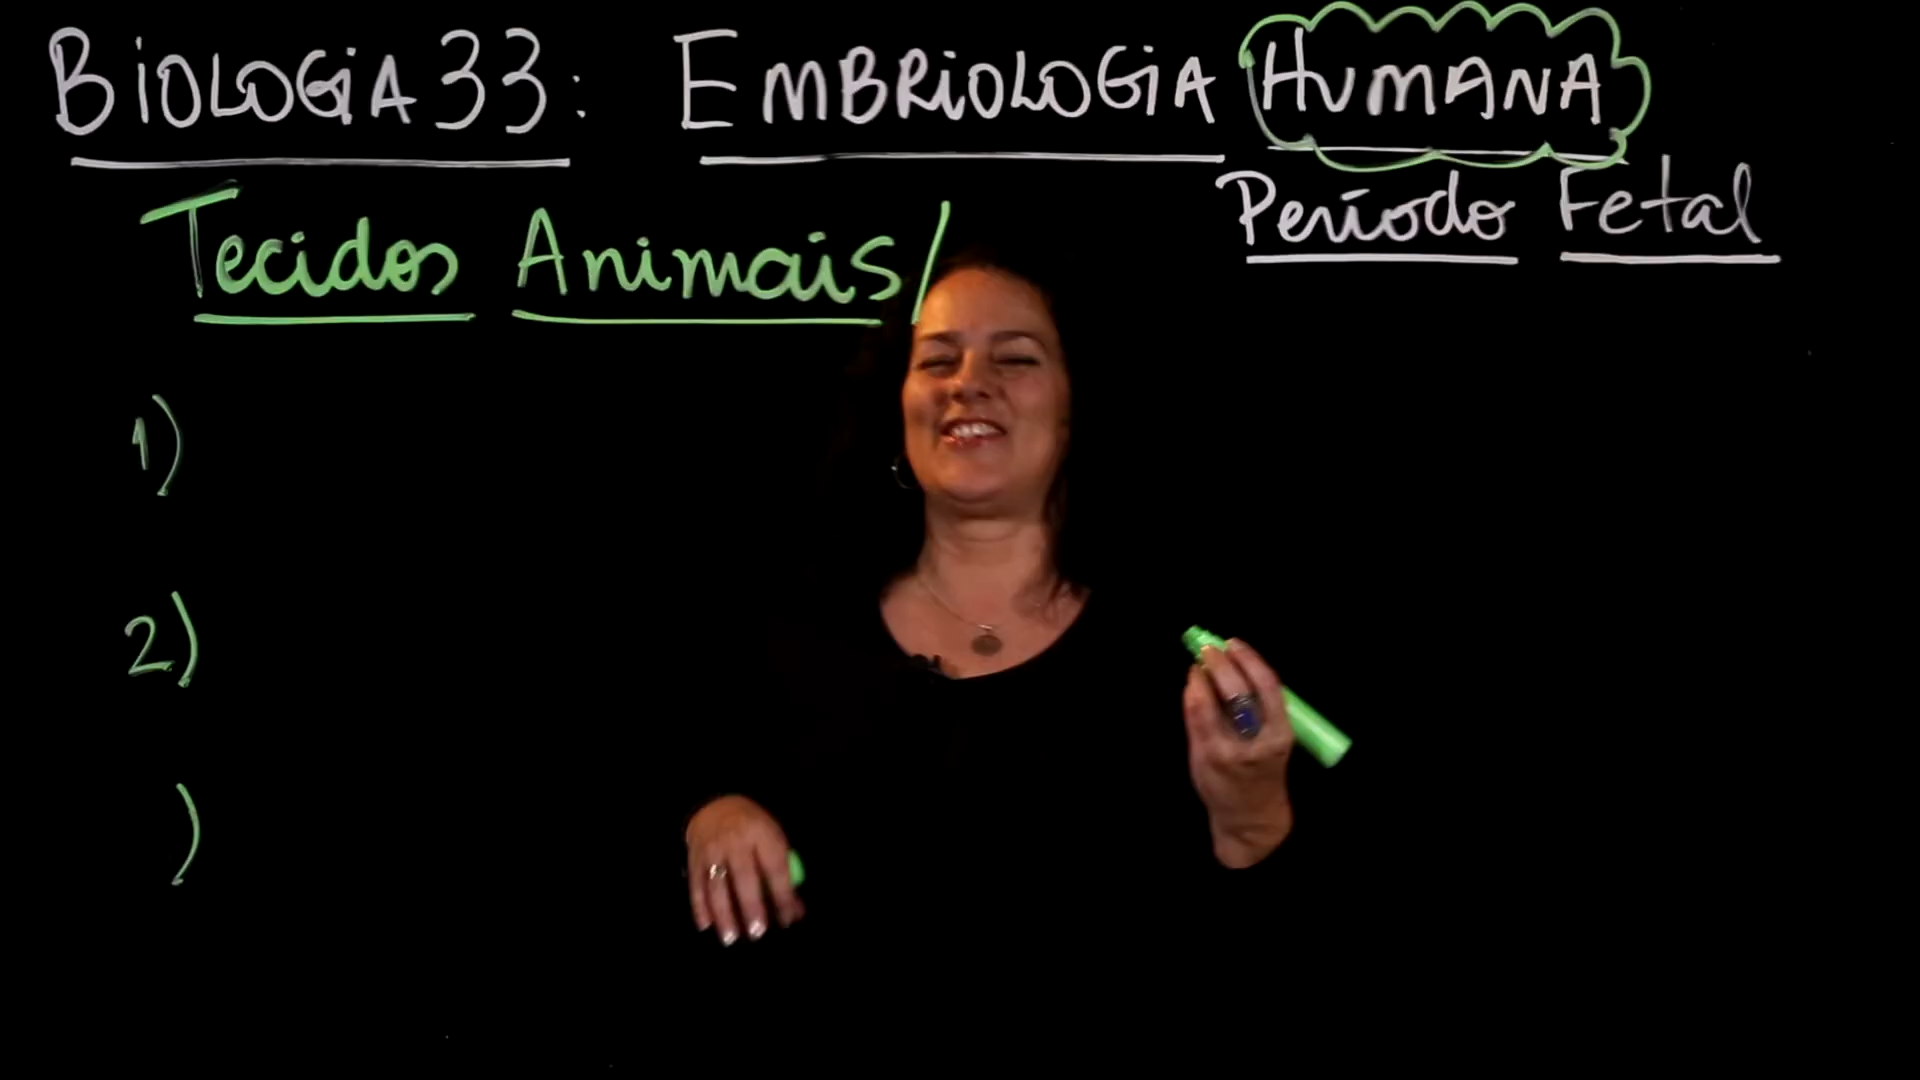 BIOLOGIA 33: EMBRIOLOGIA HUMANA
Período Fetal
Tecidos Animais/
1)
2)
)